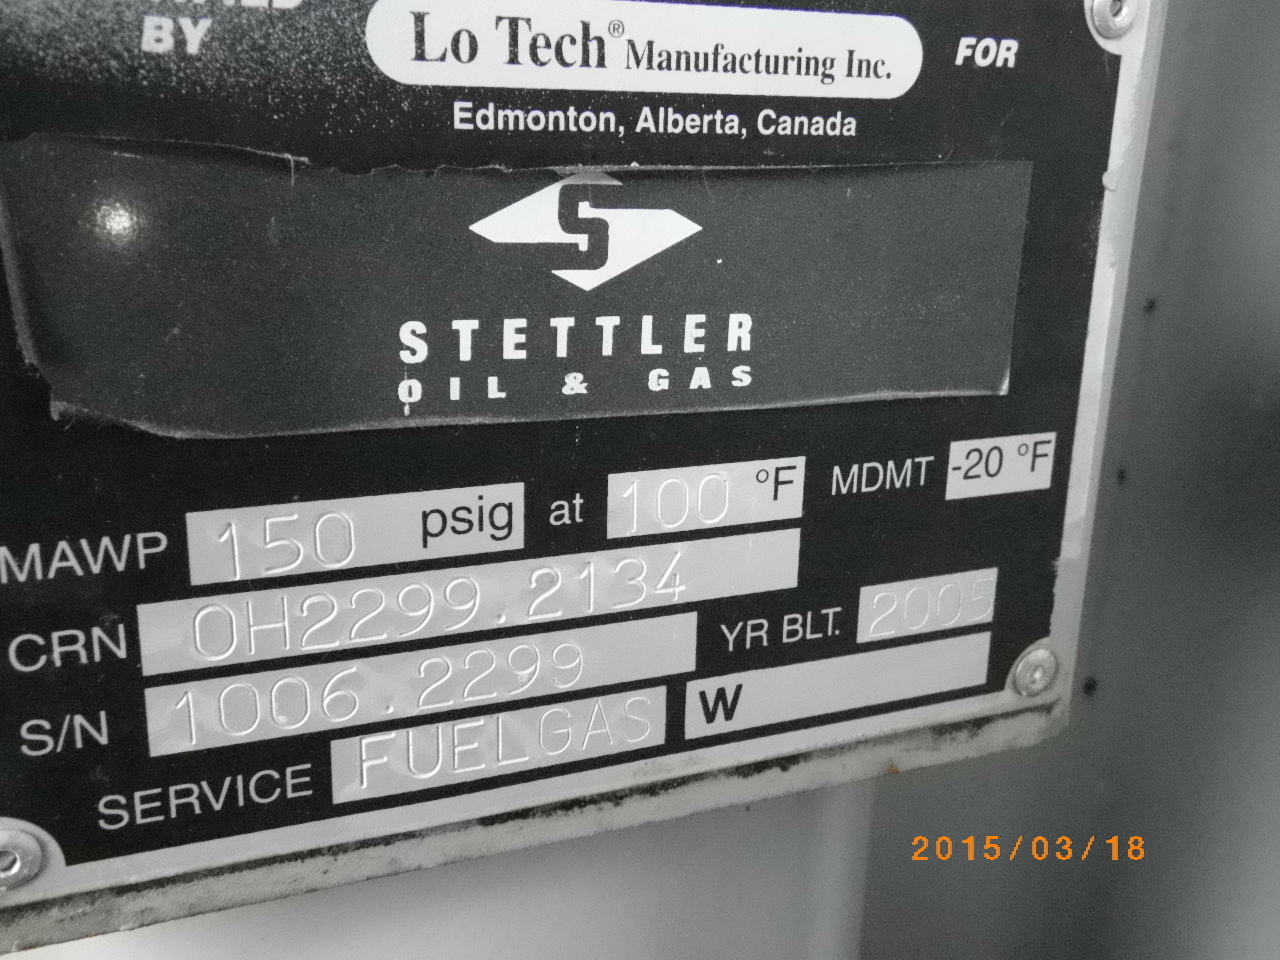 BY Lo Tech® Manufacturing Inc. FOR
Edmonton, Alberta, Canada
S
STETTLER
OIL & GAS
MAWP 150 psig at 100 °F MDMT -20 °F
CRN 0H2299.2134
S/N 1006.2299 YR BLT. 2005
SERVICE FUELGAS W
2015/03/18